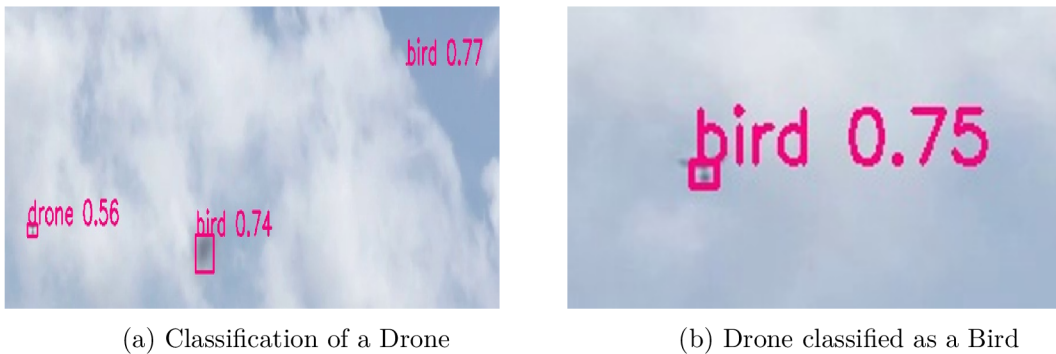 bird 0.77
drone 0.56
bird 0.74
(a) Classification of a Drone
bird 0.75
(b) Drone classified as a Bird